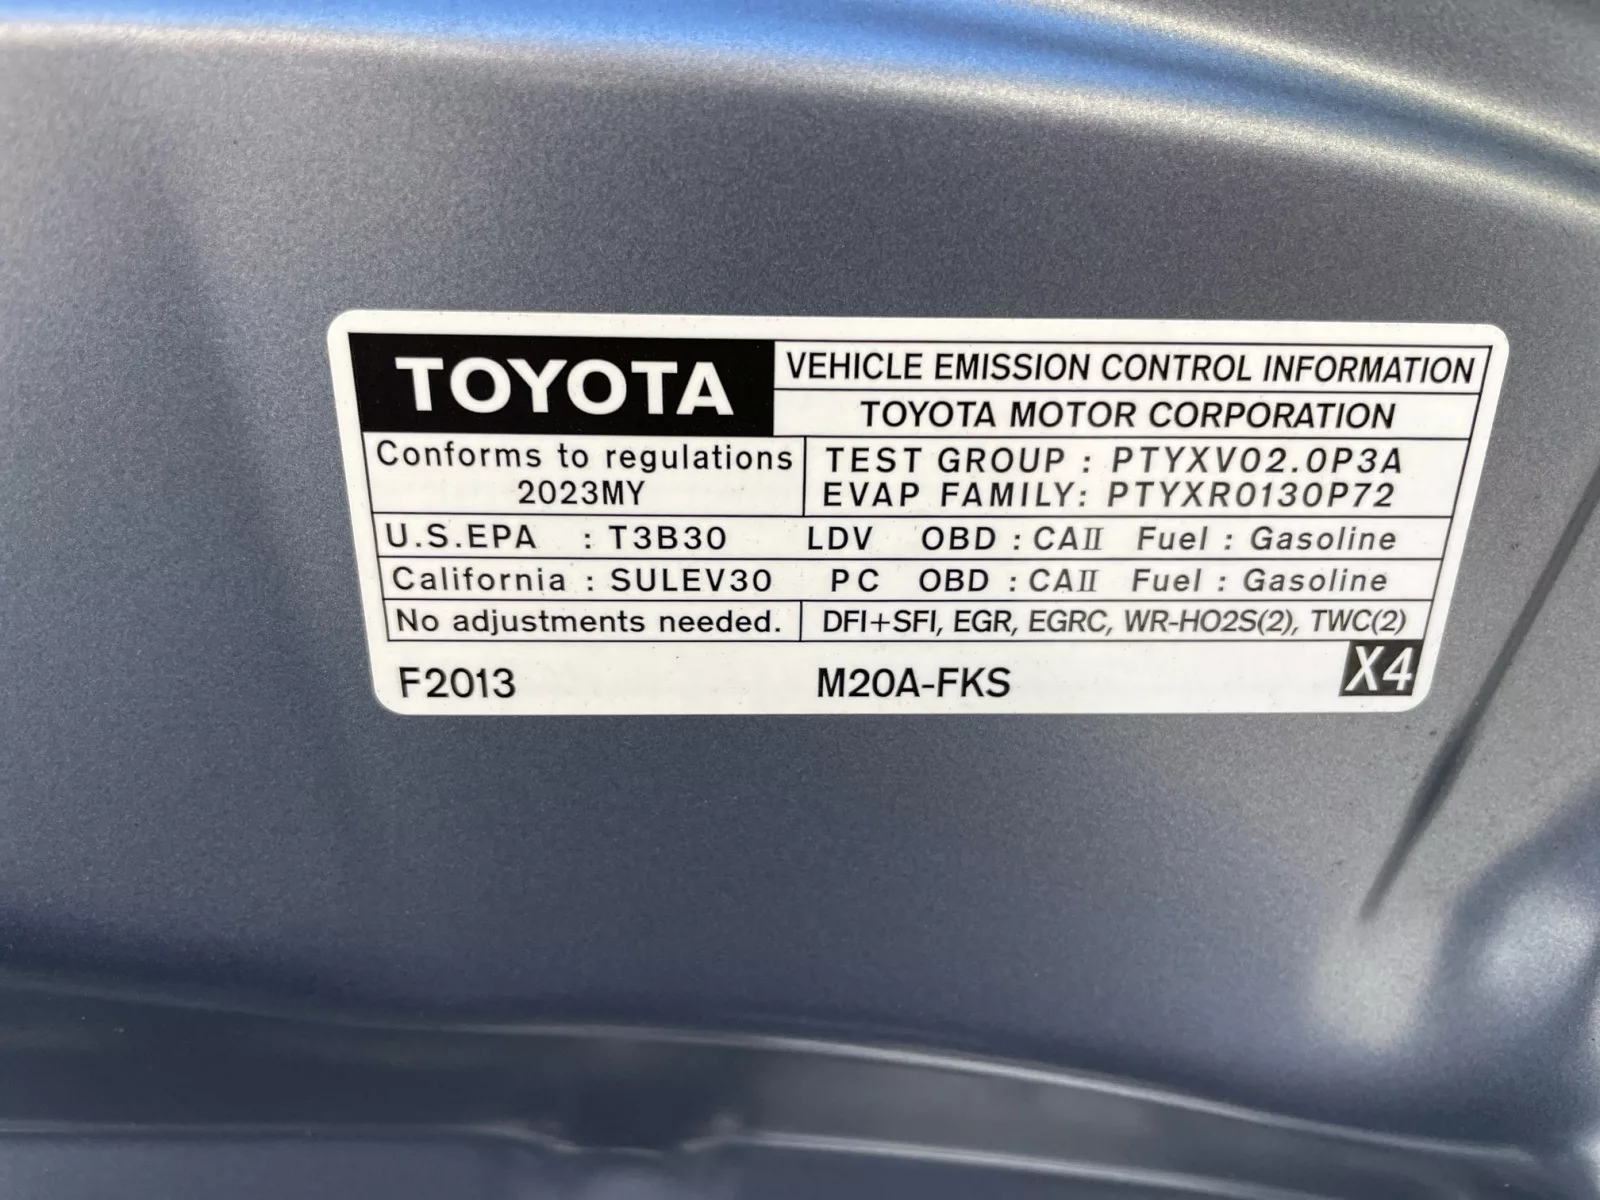 TOYOTA
VEHICLE EMISSION CONTROL INFORMATION
TOYOTA MOTOR CORPORATION
Conforms to regulations
2023MY
TEST GROUP : PTYXV02.0P3A
EVAP FAMILY: PTYXR0130P72
U.S.EPA : T3B30 LDV OBD : CAII Fuel : Gasoline
California : SULEV30 PC OBD : CAII Fuel : Gasoline
No adjustments needed. DFI+SFI, EGR, EGRC, WR-HO2S(2), TWC(2)
F2013 M20A-FKS X4